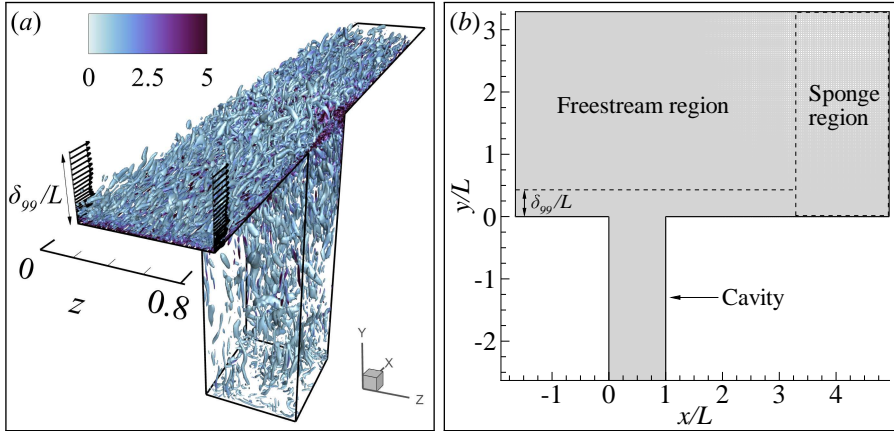 (a)
0 2.5 5
δ99/L
0 z 0.8
Y
X
Z
(b)
3
2
1
0
-1
-2
y/L
Freestream region
Sponge
region
δ99/L
Cavity
-1 0 1 2 3 4
x/L